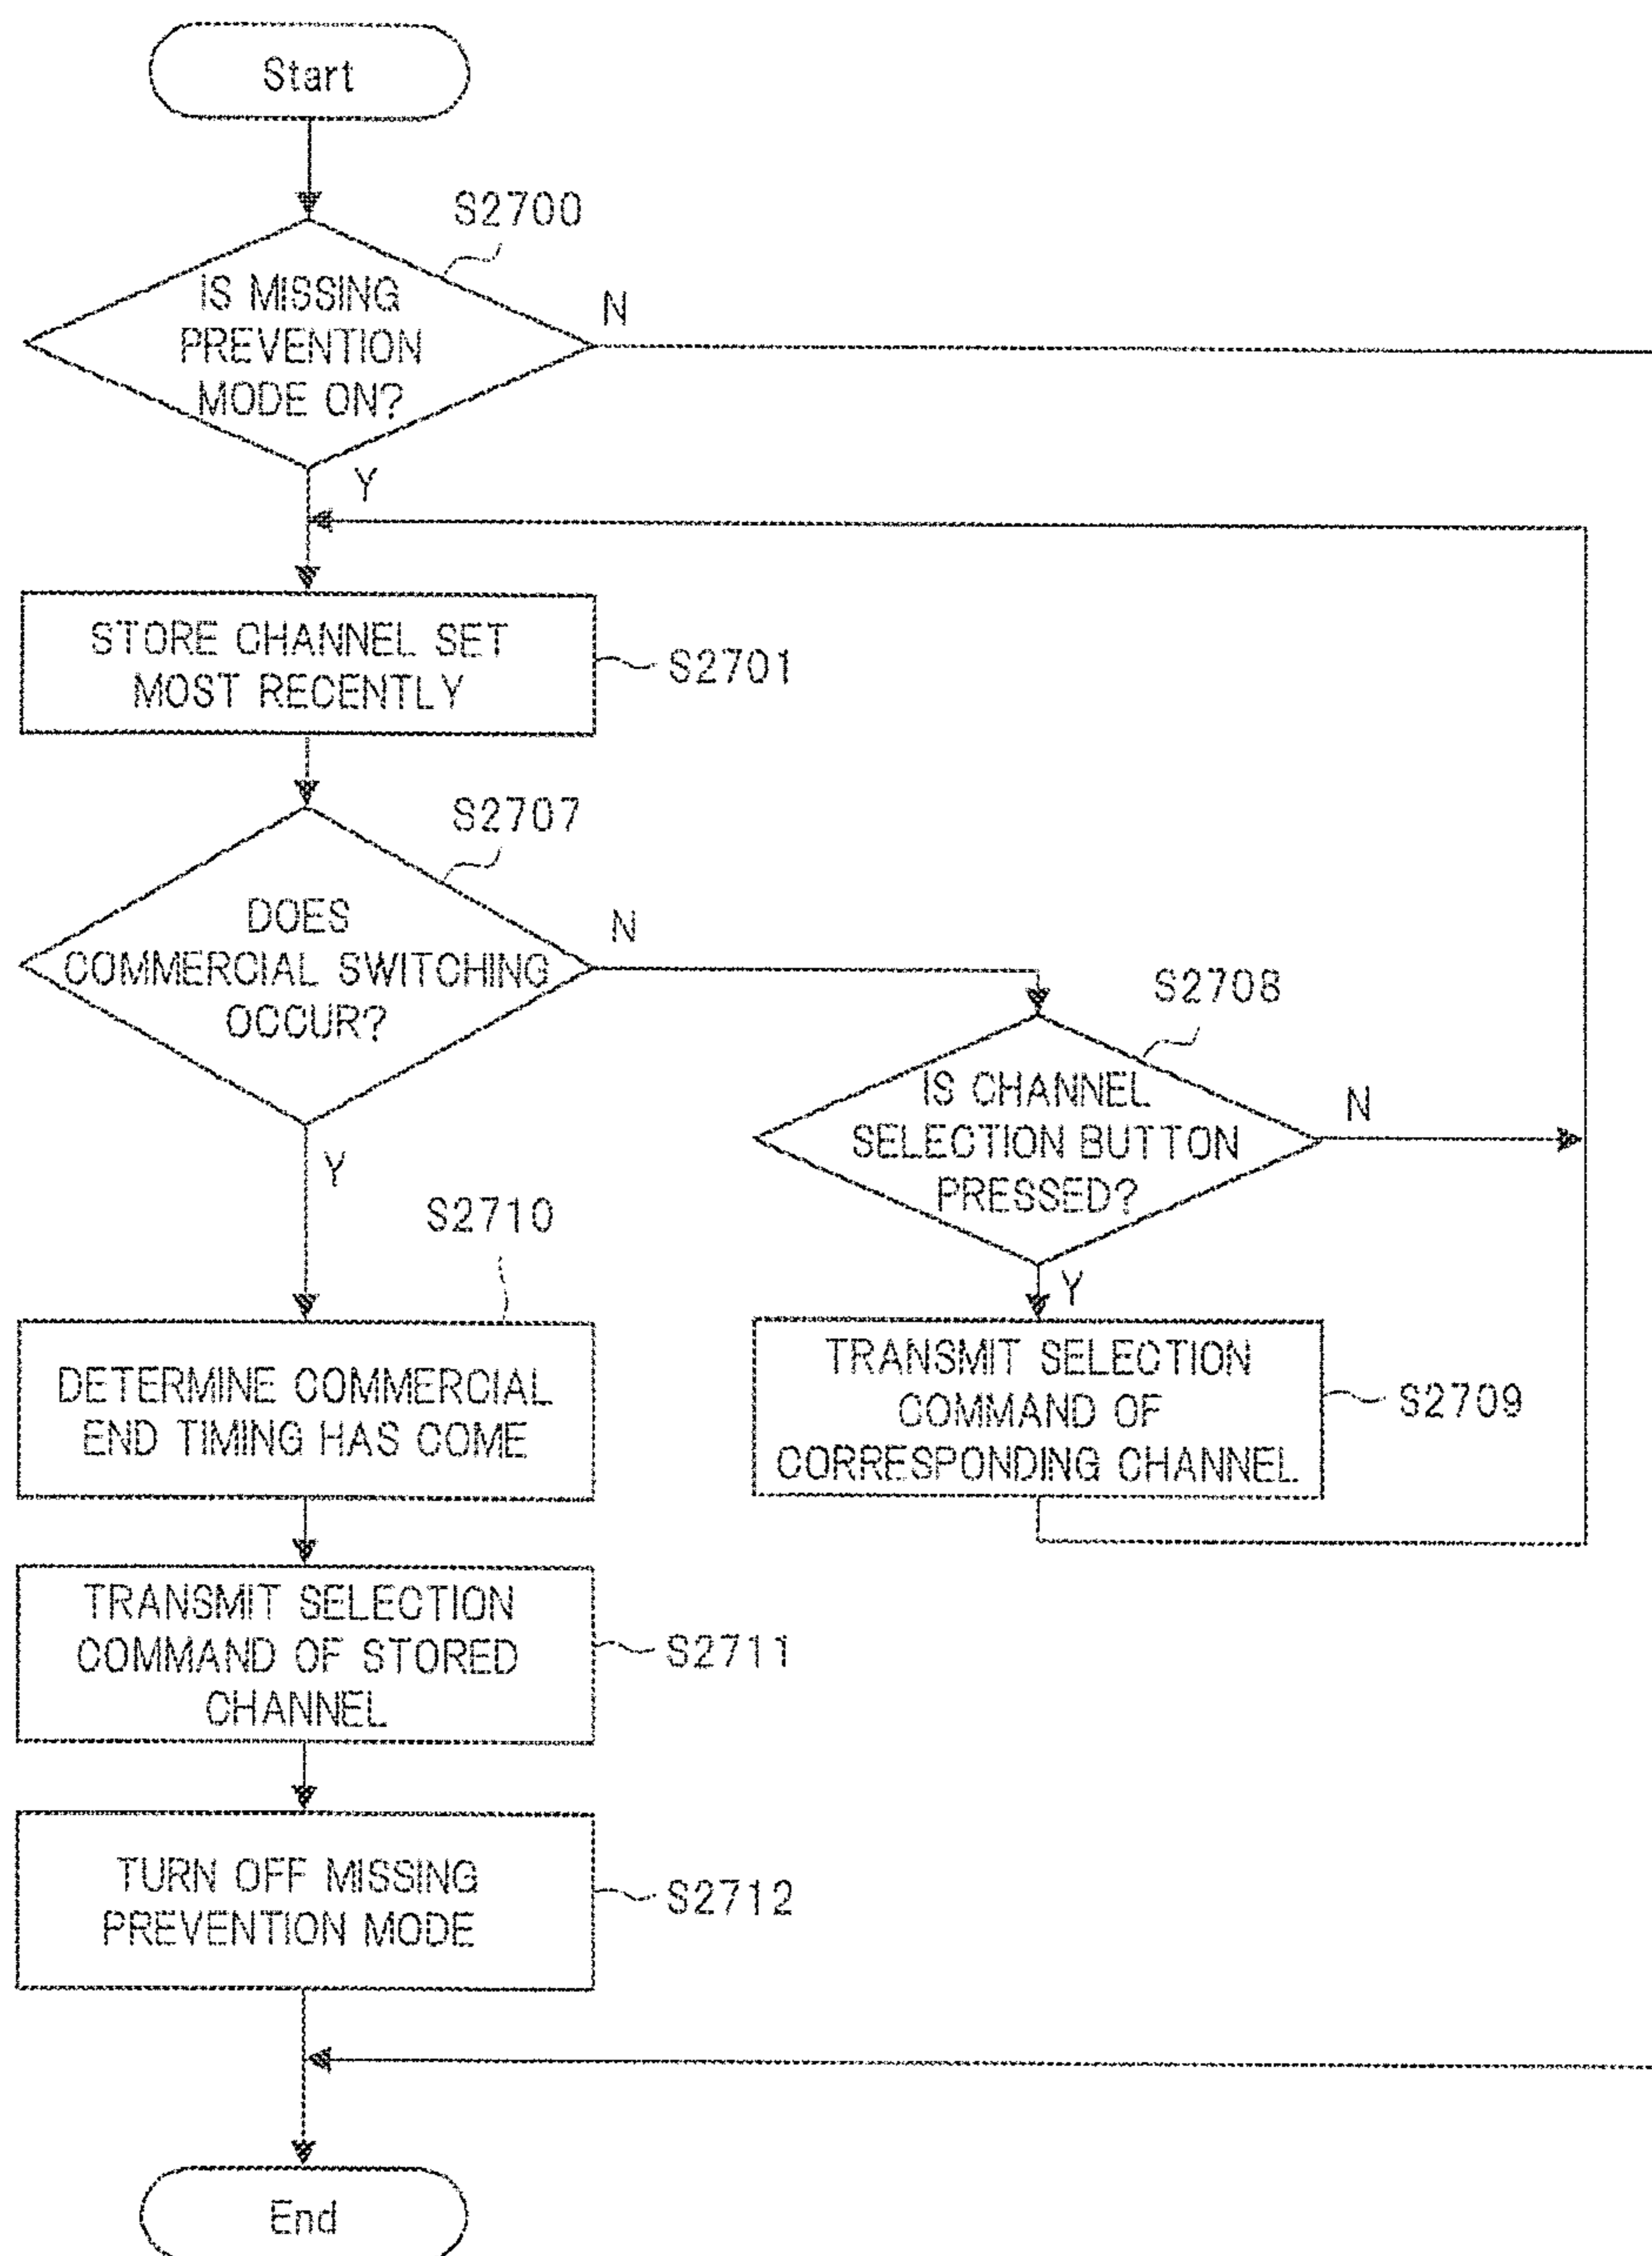 Start
S2700
IS MISSING
PREVENTION
MODE ON?
N
Y
STORE CHANNEL SET
MOST RECENTLY
S2701
S2707
DOES
COMMERCIAL SWITCHING
OCCUR?
N
Y
S2708
IS CHANNEL
SELECTION BUTTON
PRESSED?
N
Y
TRANSMIT SELECTION
COMMAND OF
CORRESPONDING CHANNEL
S2709
S2710
DETERMINE COMMERCIAL
END TIMING HAS COME
TRANSMIT SELECTION
COMMAND OF STORED
CHANNEL
S2711
TURN OFF MISSING
PREVENTION MODE
S2712
End